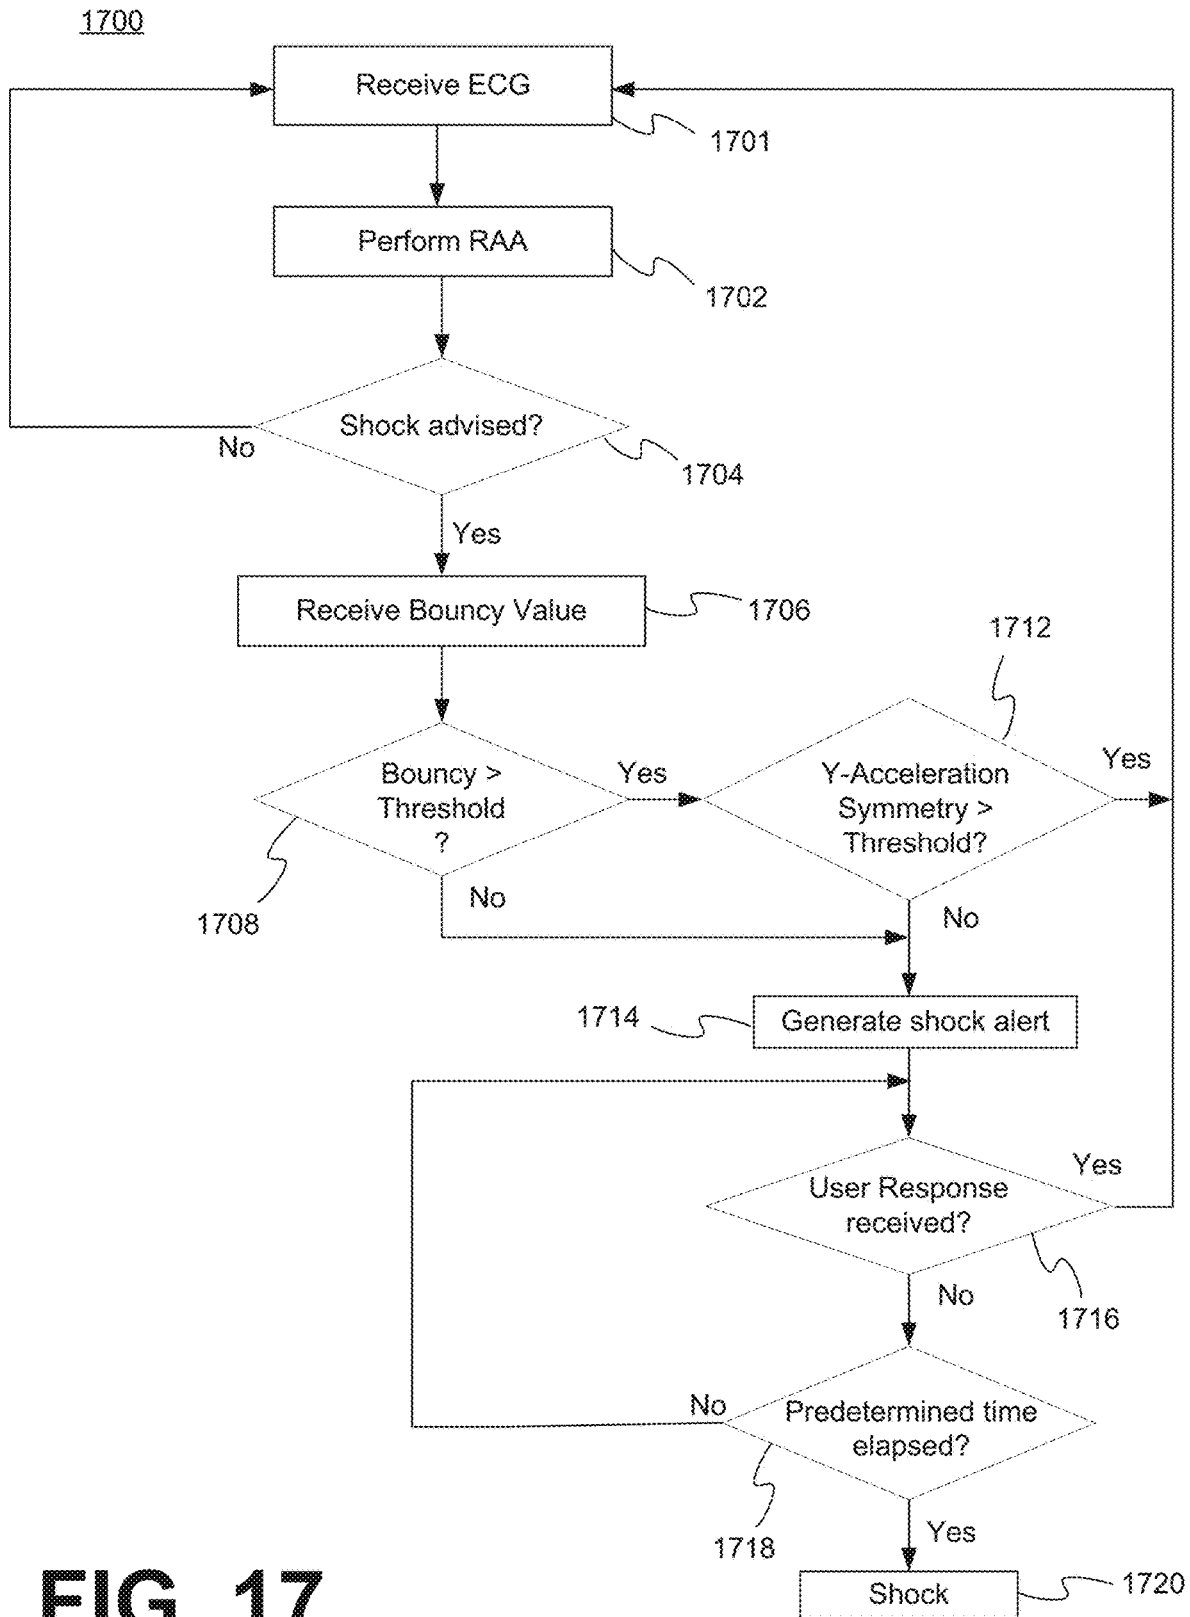 1700
Receive ECG
1701
Perform RAA
1702
Shock advised?
No
1704
Yes
Receive Bouncy Value
1706
1712
Bouncy >
Threshold
?
Yes
Y-Acceleration
Symmetry >
Threshold?
Yes
1708
No
No
1714
Generate shock alert
User Response
received?
Yes
No
1716
No
Predetermined time
elapsed?
1718
Yes
Shock
1720
FIG. 17